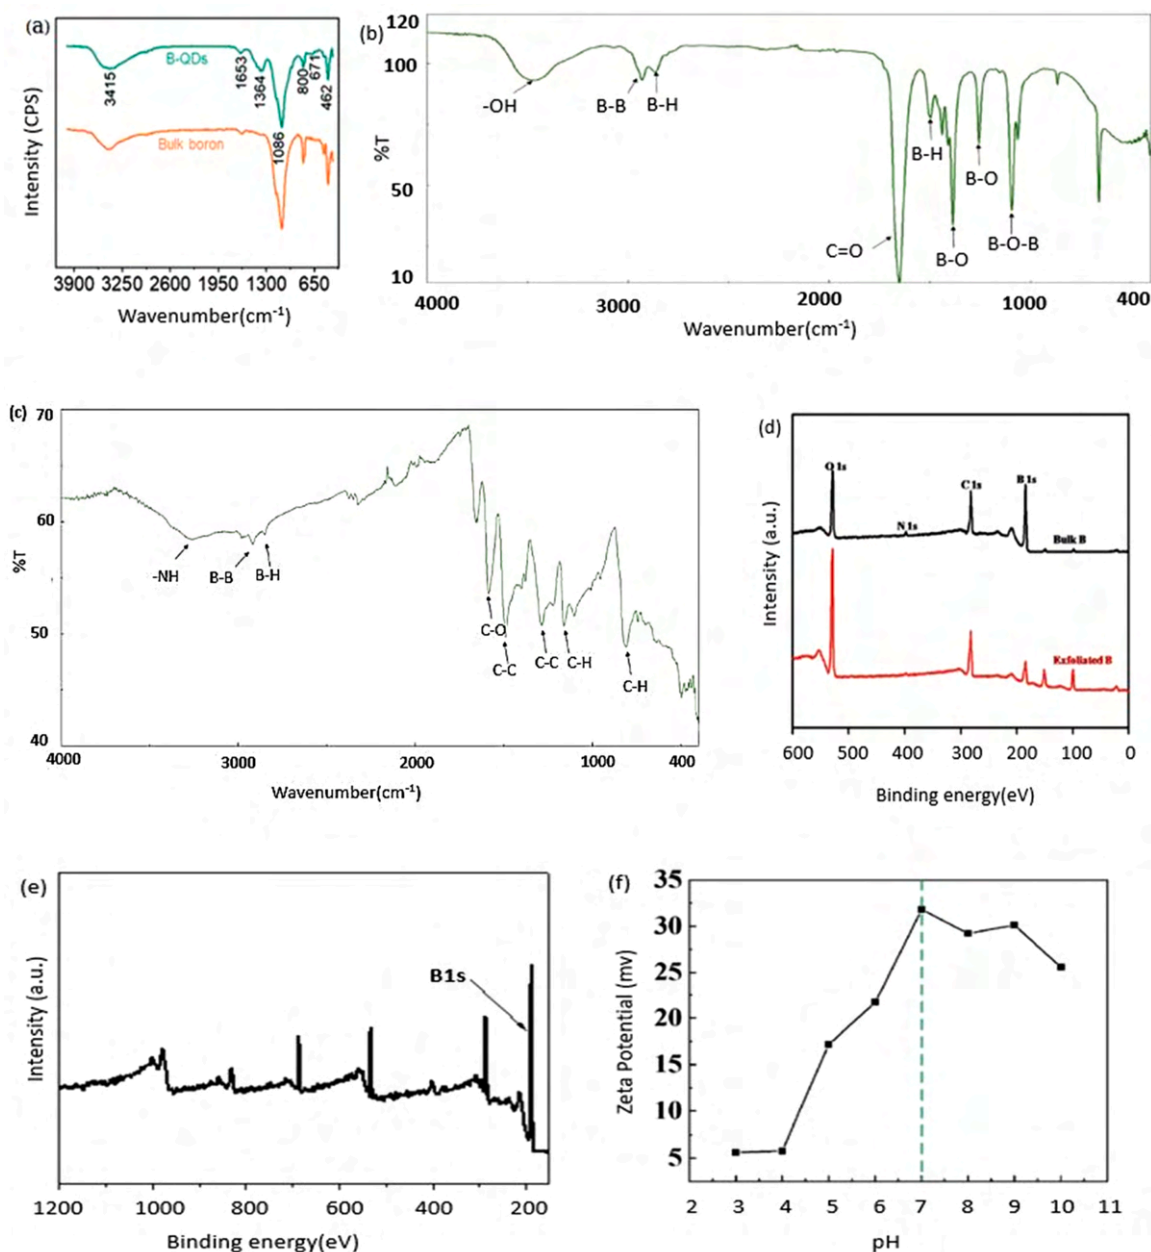 (a)
B-QDs
3415
1653
1364
1086
800
671
462
Bulk boron
Intensity (CPS)
3900 3250 2600 1950 1300 650
Wavenumber(cm⁻¹)
(b)
120
100
50
10
%T
-OH
B-B
B-H
C=O
B-H
B-O
B-O
B-O-B
4000 3000 2000 1000 400
Wavenumber(cm⁻¹)
(c)
70
60
50
40
%T
-NH
B-B
B-H
C-O
C-C
C-C
C-H
C-H
4000 3000 2000 1000 400
Wavenumber(cm⁻¹)
(d)
O 1s
N 1s
C 1s
B 1s
Bulk B
Exfoliated B
Intensity (a.u.)
600 500 400 300 200 100 0
Binding energy(eV)
(e)
B1s
Intensity (a.u.)
1200 1000 800 600 400 200
Binding energy(eV)
(f)
35
30
25
20
15
10
5
Zeta Potential (mv)
2 3 4 5 6 7 8 9 10 11
pH